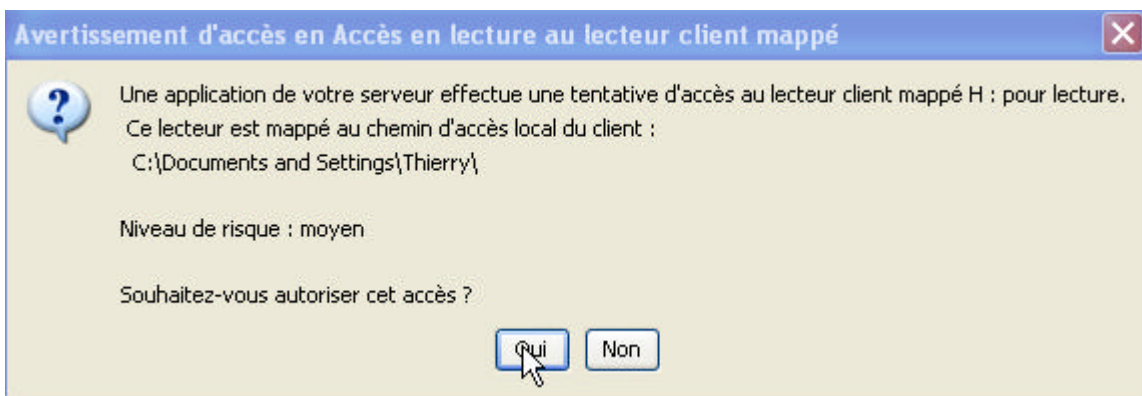 Avertissement d'accès en Accès en lecture au lecteur client mappé
Une application de votre serveur effectue une tentative d'accès au lecteur client mappé H : pour lecture.
Ce lecteur est mappé au chemin d'accès local du client :
C:\Documents and Settings\Thierry\
Niveau de risque : moyen
Souhaitez-vous autoriser cet accès ?
Oui Non